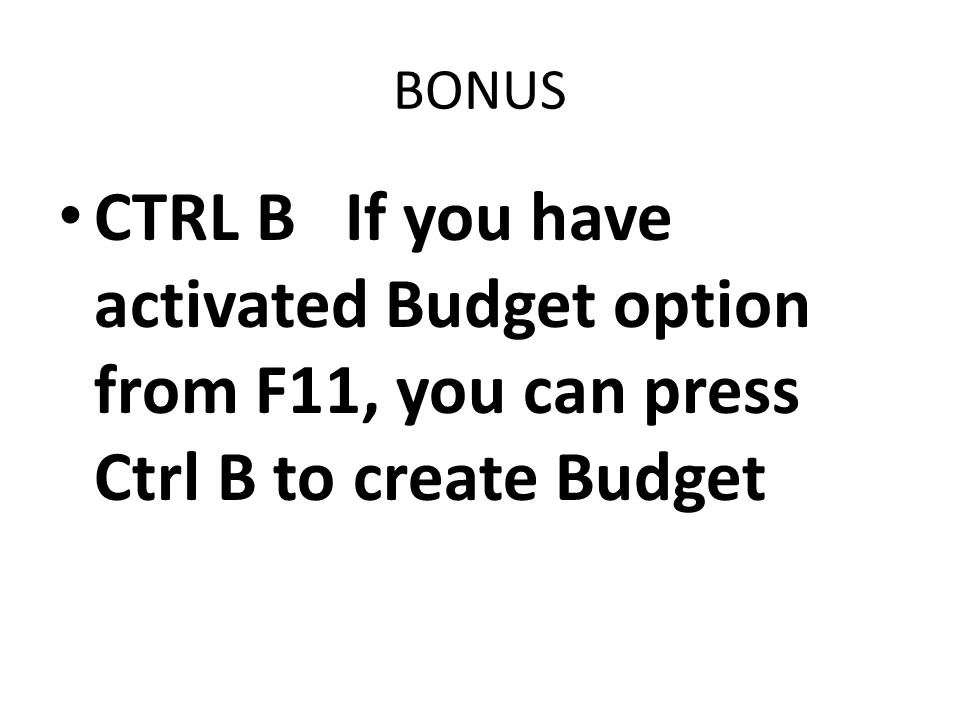 BONUS
• CTRL B   If you have
activated Budget option
from F11, you can press
Ctrl B to create Budget